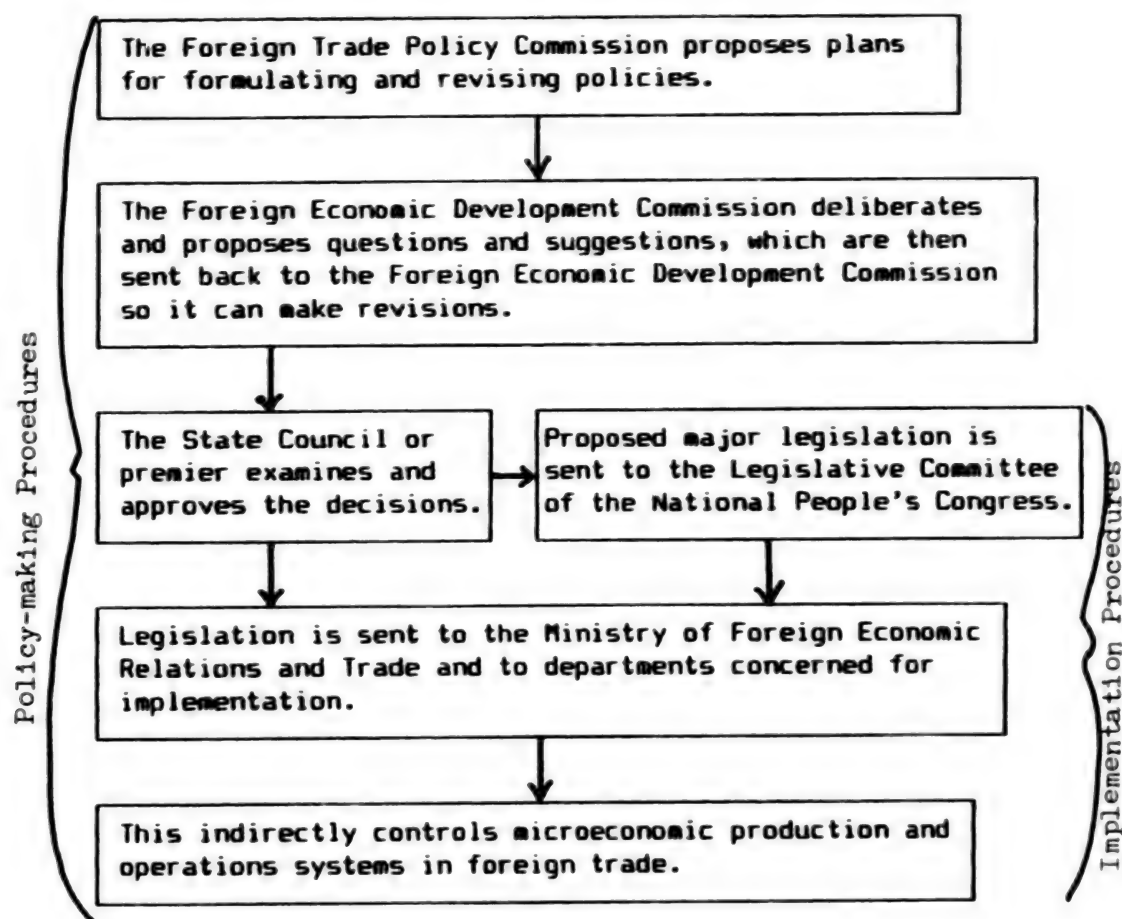 The Foreign Trade Policy Commission proposes plans
for formulating and revising policies.
The Foreign Economic Development Commission deliberates
and proposes questions and suggestions, which are then
sent back to the Foreign Economic Development Commission
so it can make revisions.
The State Council or
premier examines and
approves the decisions.
Proposed major legislation is
sent to the Legislative Committee
of the National People's Congress.
Legislation is sent to the Ministry of Foreign Economic
Relations and Trade and to departments concerned for
implementation.
This indirectly controls microeconomic production and
operations systems in foreign trade.
Policy-making Procedures
Implementation Procedures